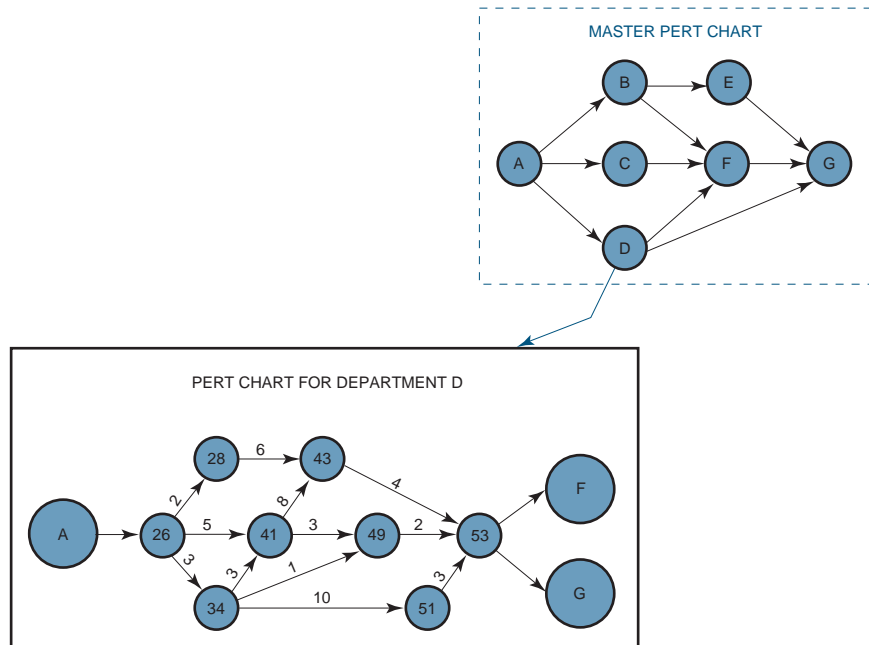 MASTER PERT CHART
B E
A C F G
D
PERT CHART FOR DEPARTMENT D
28 6 43
2 8 4
F
A 26 5 41 3 49 2 53
3 3 1 3
G
34 10 51